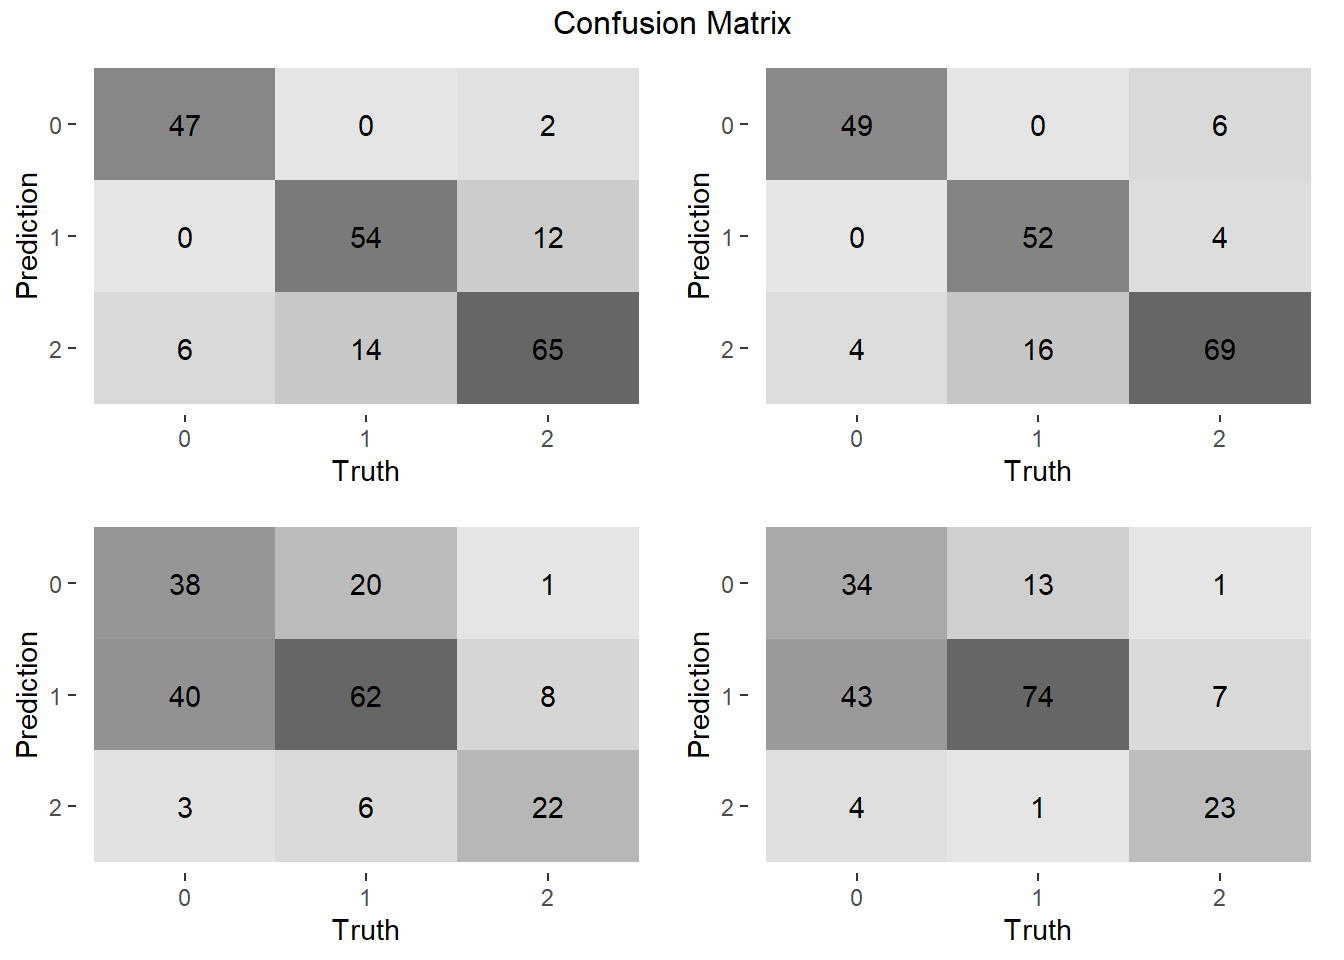 Confusion Matrix
0 47 0 2
1 0 54 12
2 6 14 65
0 1 2
Truth
Prediction
0 49 0 6
1 0 52 4
2 4 16 69
0 1 2
Truth
Prediction
0 38 20 1
1 40 62 8
2 3 6 22
0 1 2
Truth
Prediction
0 34 13 1
1 43 74 7
2 4 1 23
0 1 2
Truth
Prediction